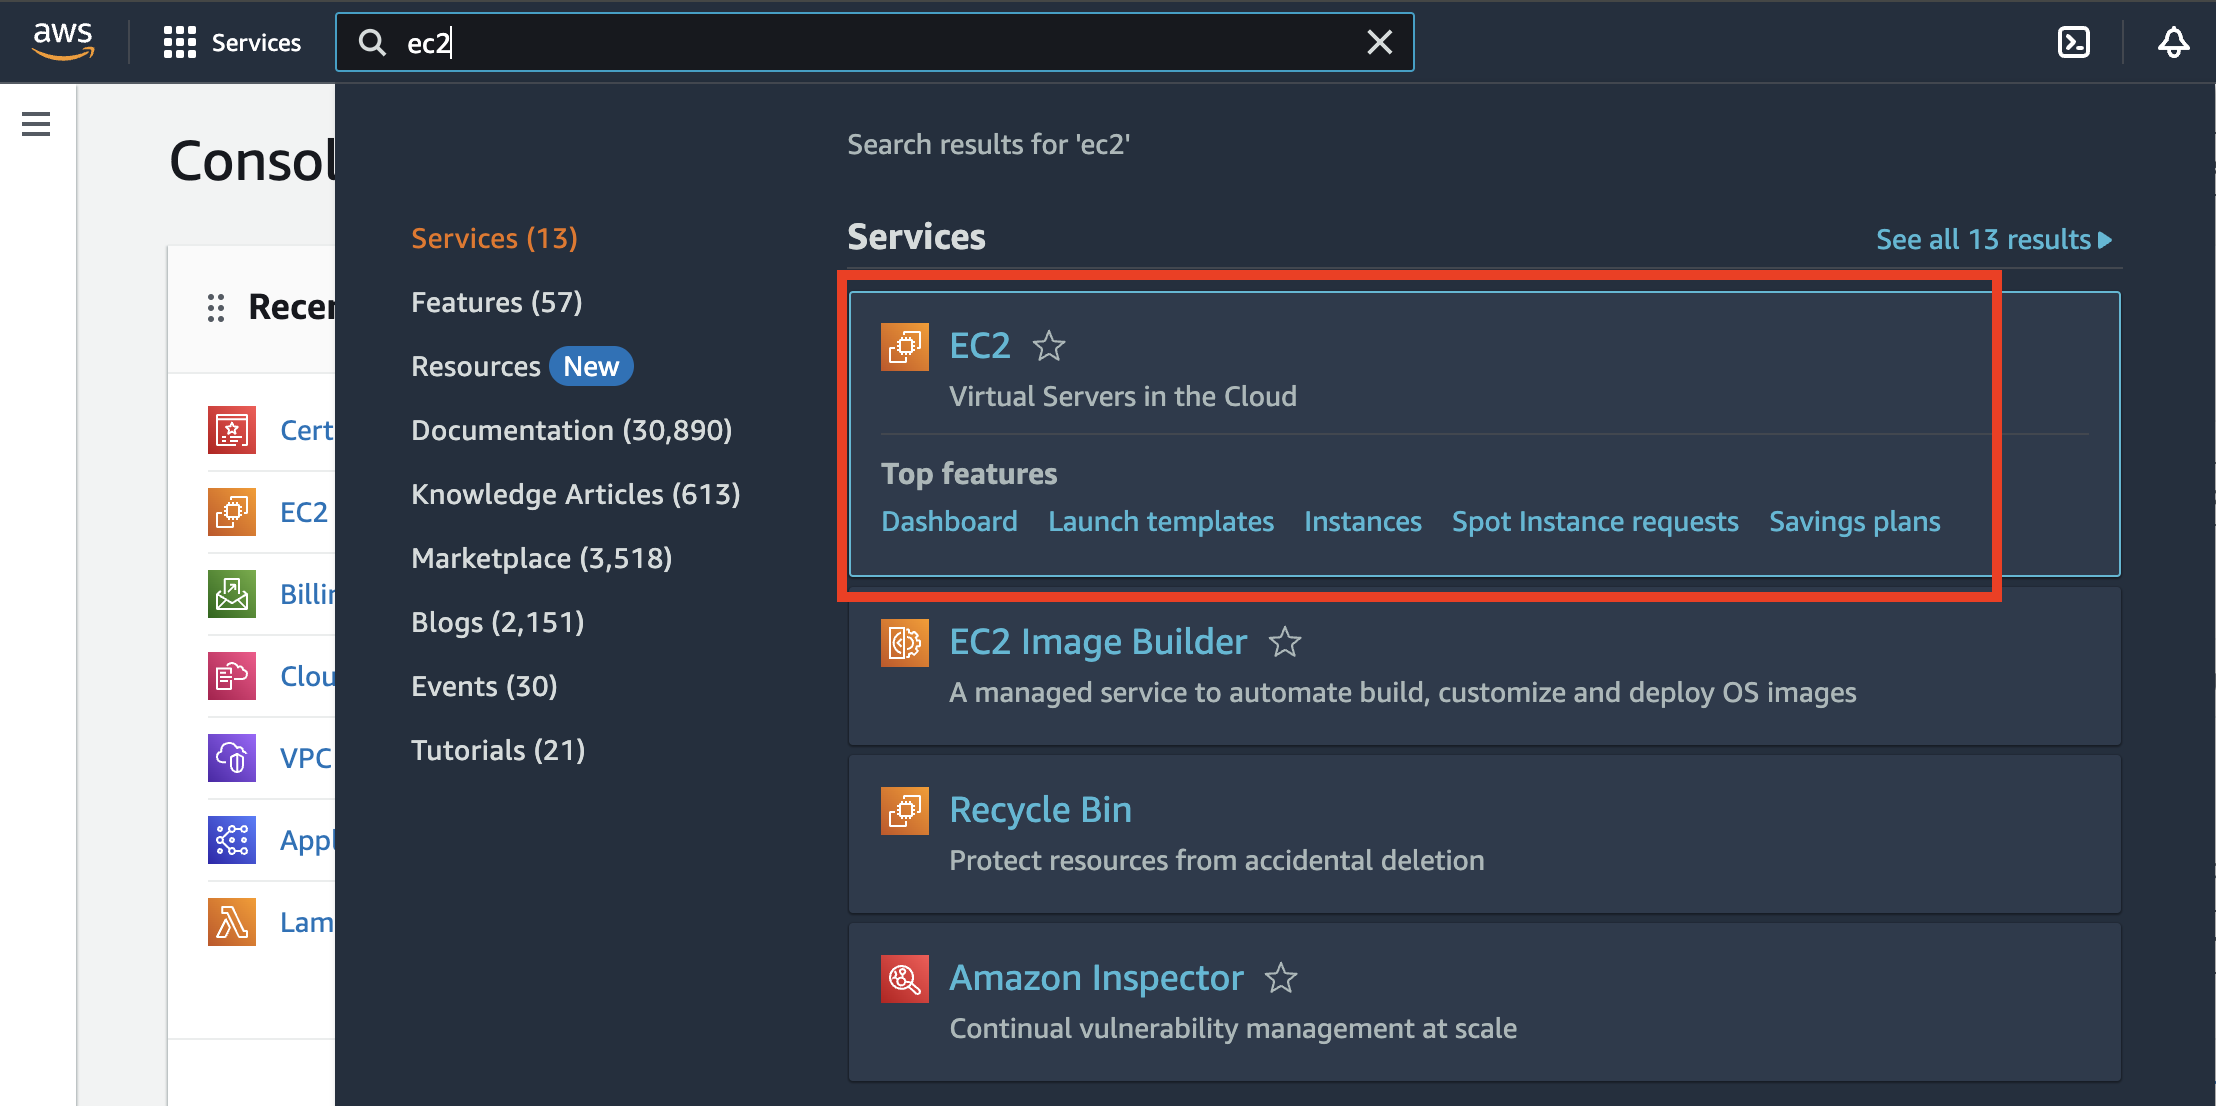 aws
Services
ec2
Consol
Recen
Cert
EC2
Billin
Clou
VPC
Appl
Lam
Services (13)
Features (57)
Resources New
Documentation (30,890)
Knowledge Articles (613)
Marketplace (3,518)
Blogs (2,151)
Events (30)
Tutorials (21)
Search results for 'ec2'
Services
See all 13 results
EC2
Virtual Servers in the Cloud
Top features
Dashboard Launch templates Instances Spot Instance requests Savings plans
EC2 Image Builder
A managed service to automate build, customize and deploy OS images
Recycle Bin
Protect resources from accidental deletion
Amazon Inspector
Continual vulnerability management at scale